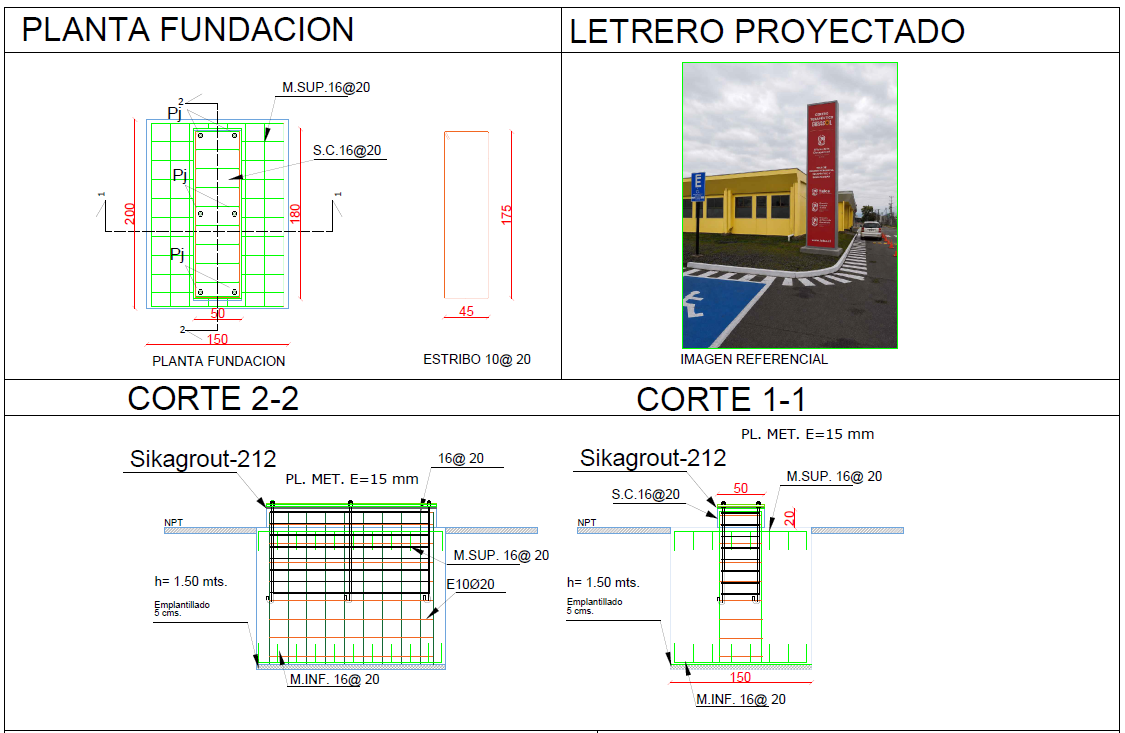 PLANTA FUNDACION
LETRERO PROYECTADO
M.SUP.16@20
2
Pj
S.C.16@20
Pj
1
1
200
180
175
Pj
50
45
2
150
PLANTA FUNDACION
ESTRIBO 10@ 20
E
IMAGEN REFERENCIAL
CORTE 2-2
CORTE 1-1
PL. MET. E=15 mm
Sikagrout-212
16@ 20
PL. MET. E=15 mm
Sikagrout-212
M.SUP. 16@ 20
50
S.C.16@20
20
NPT
NPT
M.SUP. 16@ 20
h= 1.50 mts.
E10Ø20
h= 1.50 mts.
Emplantillado
5 cms.
Emplantillado
5 cms.
M.INF. 16@ 20
150
M.INF. 16@ 20